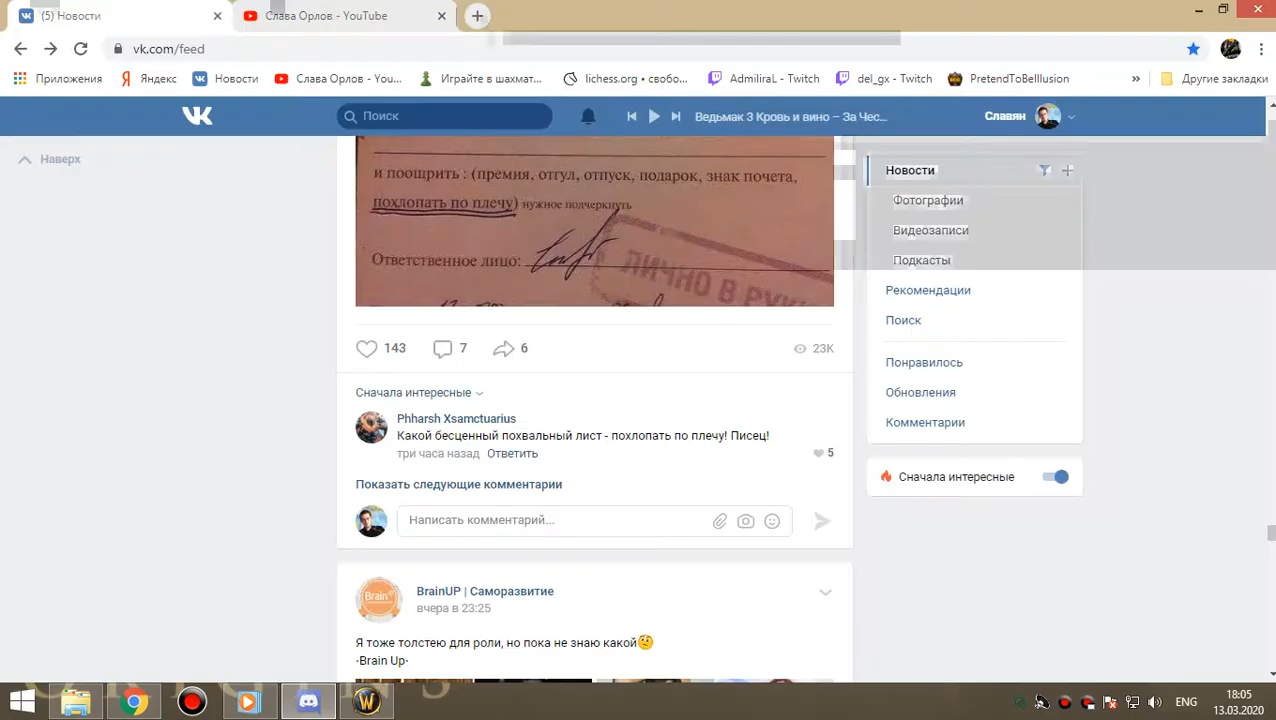 (5) Новости
Слава Орлов - YouTube
vk.com/feed
Приложения
Яндекс
Новости
Слава Орлов - You...
Играйте в шахмат...
lichess.org • свобо...
AdmiriraL - Twitch
del_gx - Twitch
PretendToBeIllusion
»
Другие закладки
Поиск
Ведьмак 3 Кровь и вино – За Чес...
Славян
Наверх
и поощрить : (премия, отгул, отпуск, подарок, знак почета,
похлопать по плечу) нужное подчеркнуть
Ответственное лицо:
ЛИЧНО В РУКИ
143
7
6
23K
Сначала интересные
Phharsh Xsamctuarius
Какой бесценный похвальный лист - похлопать по плечу! Писец!
три часа назад Ответить
5
Показать следующие комментарии
Написать комментарий...
BrainUP | Саморазвитие
вчера в 23:25
Brain
Я тоже толстею для роли, но пока не знаю какой🤔
·Brain Up·
Новости
Фотографии
Видеозаписи
Подкасты
Рекомендации
Поиск
Понравилось
Обновления
Комментарии
Сначала интересные
ENG
18:05
13.03.2020